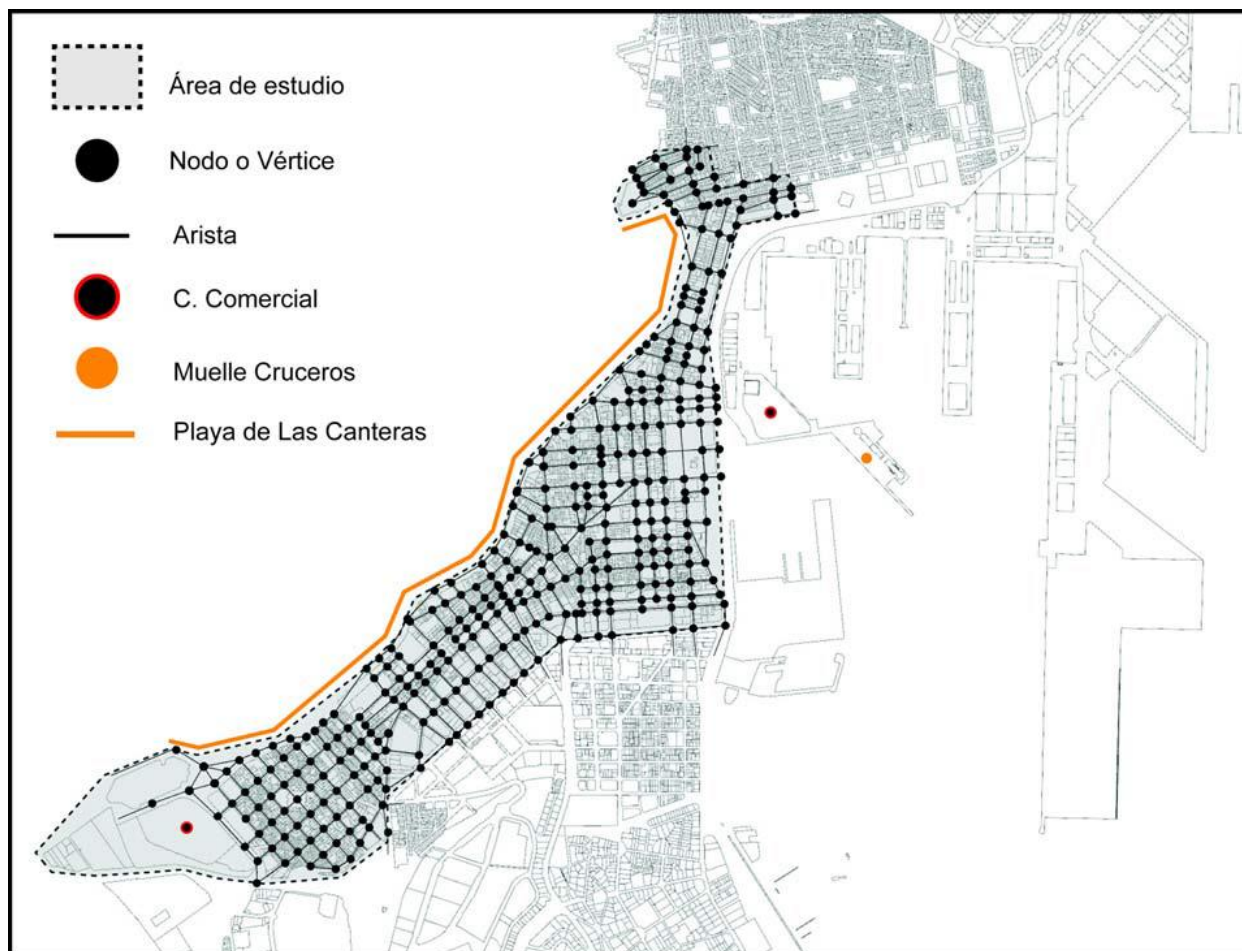 Área de estudio
Nodo o Vértice
Arista
C. Comercial
Muelle Cruceros
Playa de Las Canteras